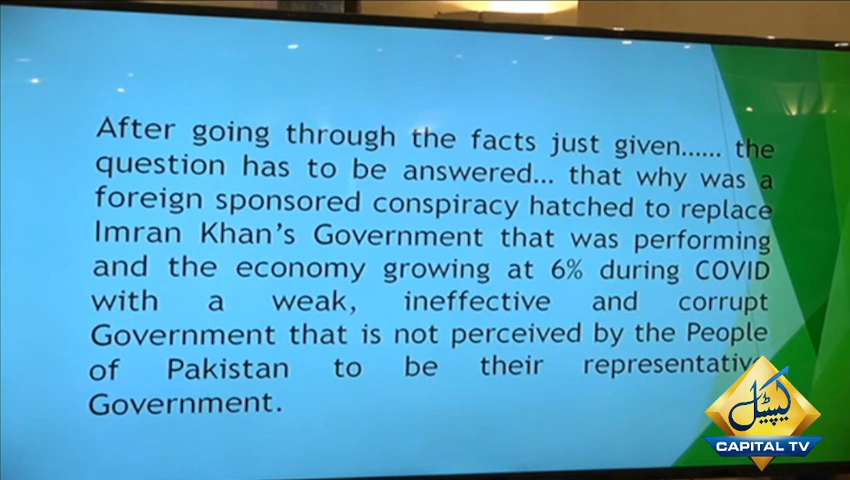 After going through the facts just given...... the
question has to be answered... that why was a
foreign sponsored conspiracy hatched to replace
Imran Khan's Government that was performing
and the economy growing at 6% during COVID
with a weak, ineffective and corrupt
Government that is not perceived by the People
of Pakistan to be their representative
Government.
کیپیٹل
CAPITAL TV